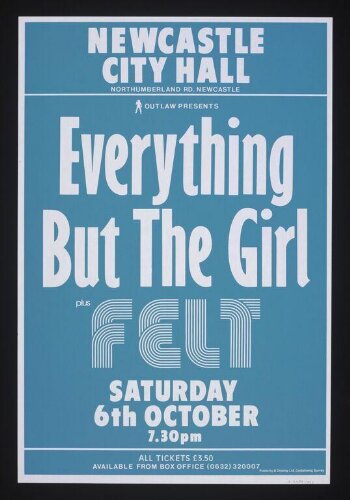 NEWCASTLE
CITY HALL
NORTHUMBERLAND RD. NEWCASTLE
OUTLAW PRESENTS
Everything
But The Girl
plus
FELT
SATURDAY
6th OCTOBER
7.30pm
ALL TICKETS £3.50
AVAILABLE FROM BOX OFFICE (0632) 320007